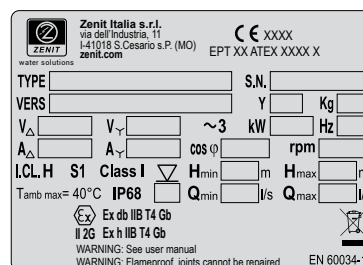 Zenit Italia s.r.l.
via dell'Industria, 11
I-41018 S.Cesario s.P. (MO)
zenit.com
ZENIT
water solutions
CE XXXX
EPT XX ATEX XXXX X
TYPE S.N.
VERS Y Kg
V△ V⅄ ~3 kW Hz
A△ A⅄ cos φ rpm
I.CL. H S1 Class I Hmin m Hmax m
Tamb max= 40°C IP68 Qmin l/s Qmax
Ex Ex db IIB T4 Gb
II 2G Ex h IIB T4 Gb
WARNING: See user manual
WARNING: Flameproof joints cannot be repaired EN 60034-